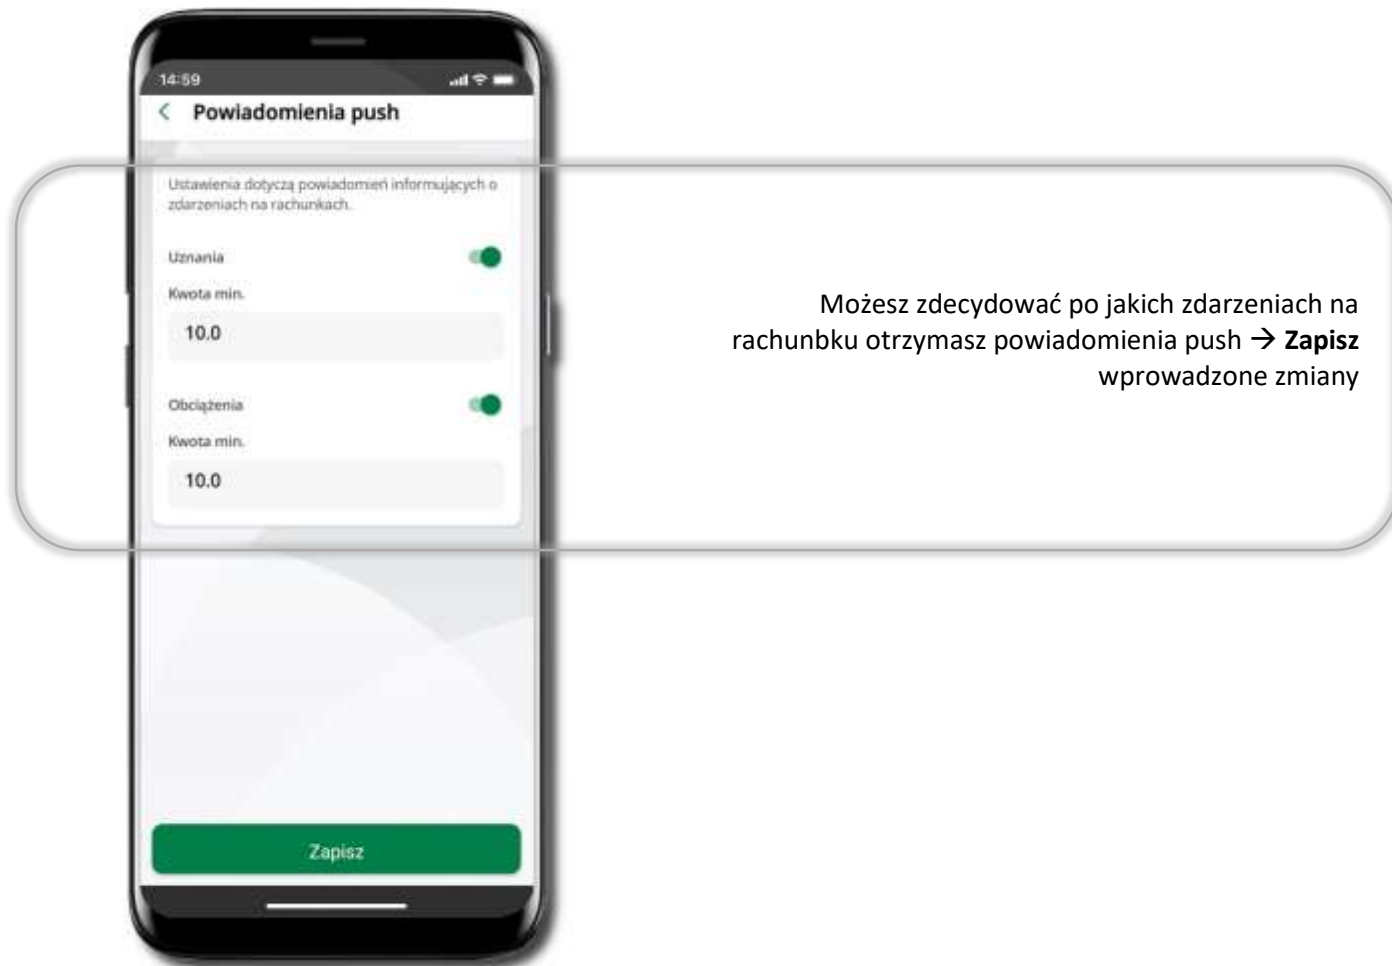 14:59
Powiadomienia push
Ustawienia dotyczą powiadomień informujących o
zdarzeniach na rachunkach.
Uznania
Kwota min.
10.0
Obciążenia
Kwota min.
10.0
Zapisz
Możesz zdecydować po jakich zdarzeniach na
rachunbku otrzymasz powiadomienia push → Zapisz
wprowadzone zmiany